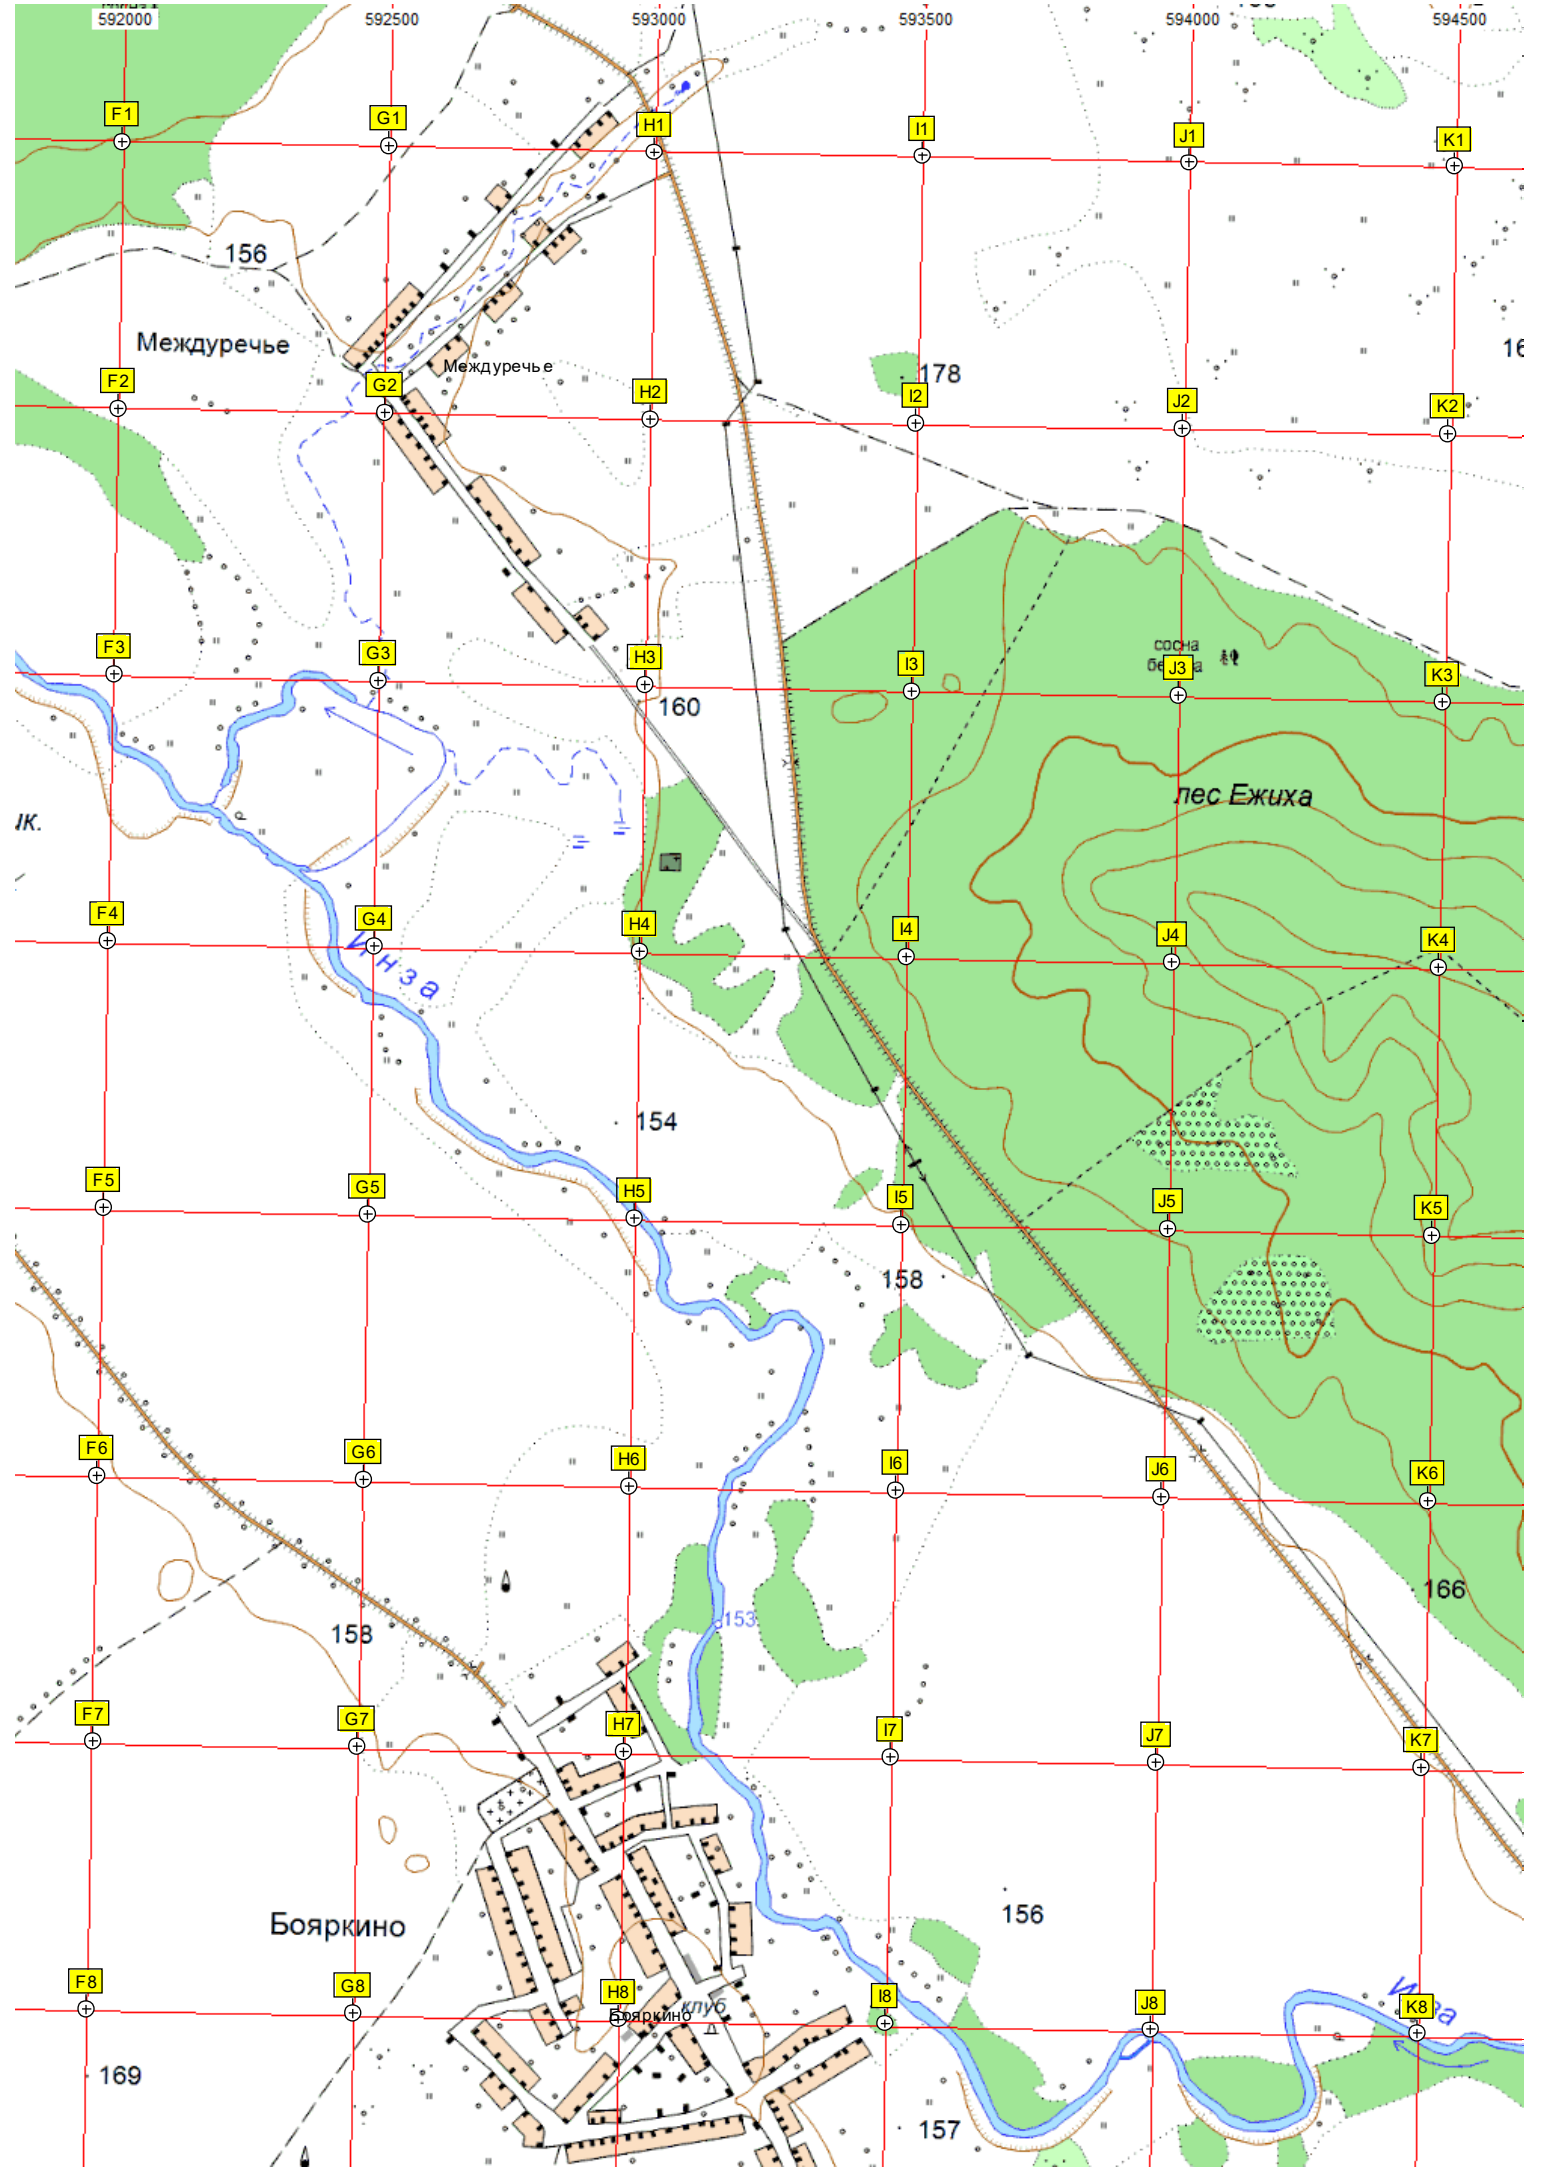 592000 592500 593000 593500 594000 594500
F1 G1 H1 I1 J1 K1
156
Междуречье
Междуречье
178
F2 G2 H2 I2 J2 K2
сосна
F3 G3 H3 I3 J3 K3
160
лес Ежиха
F4 G4 H4 I4 J4 K4
Инза
154
F5 G5 H5 I5 J5 K5
158
F6 G6 H6 I6 J6 K6
166
153
158
F7 G7 H7 I7 J7 K7
156
Бояркино
F8 G8 H8 I8 J8 K8
клуб
Бояркино
169
157